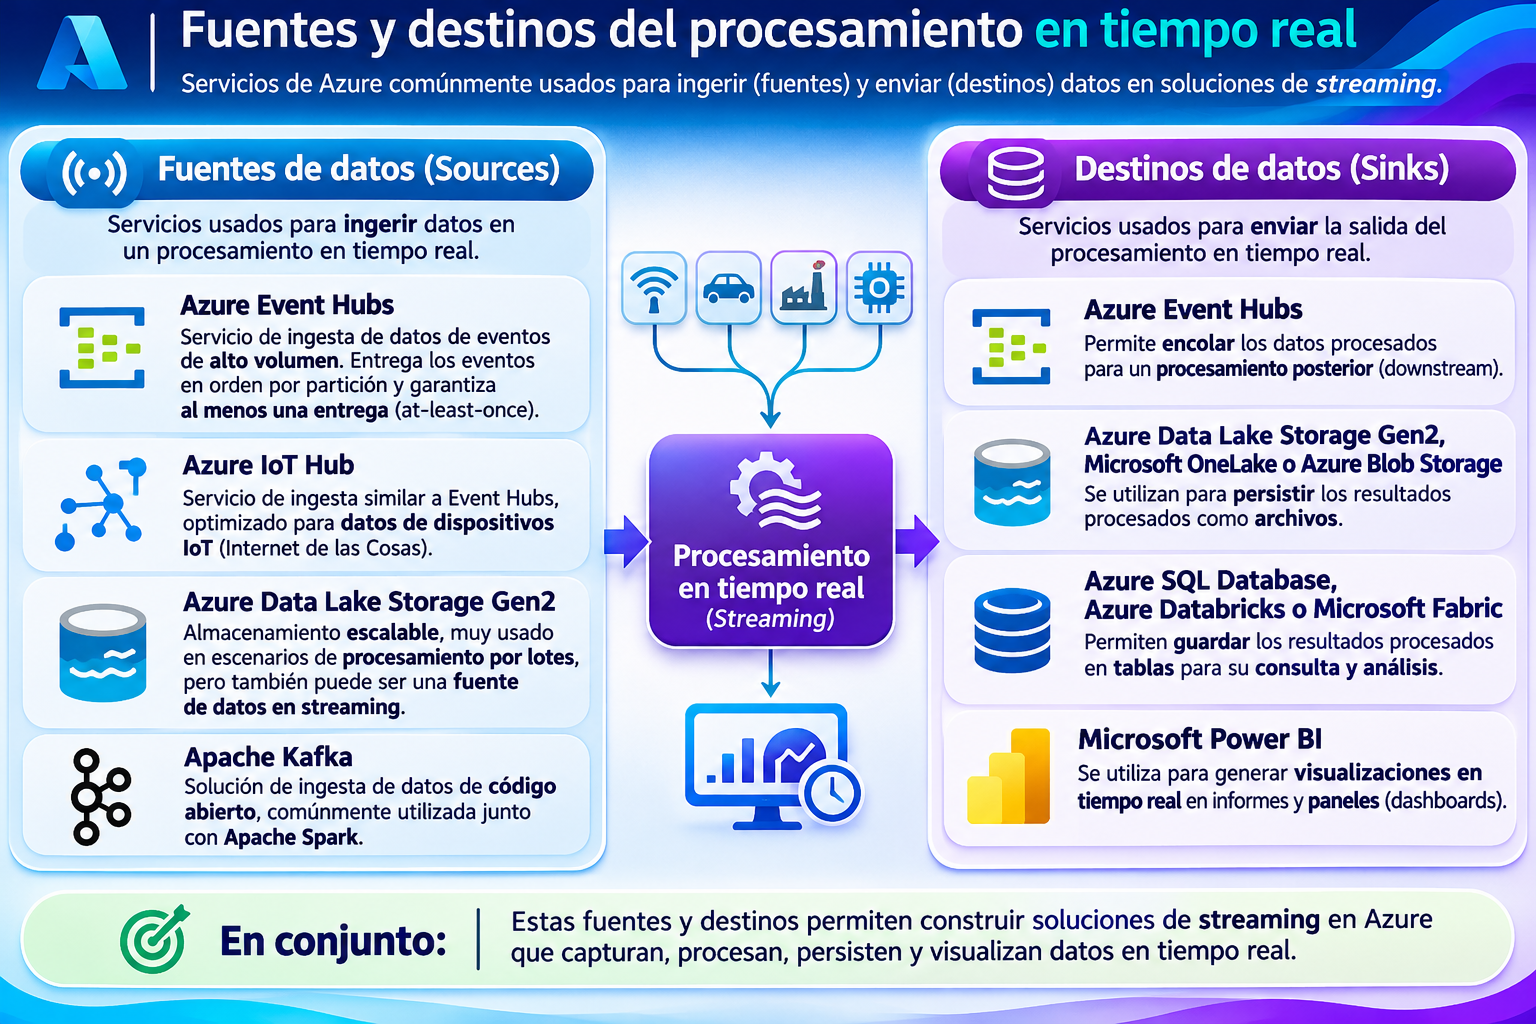 Fuentes y destinos del procesamiento en tiempo real
Servicios de Azure comúnmente usados para ingerir (fuentes) y enviar (destinos) datos en soluciones de streaming.
Fuentes de datos (Sources)
Servicios usados para ingerir datos en
un procesamiento en tiempo real.
Azure Event Hubs
Servicio de ingesta de datos de eventos
de alto volumen. Entrega los eventos
en orden por partición y garantiza
al menos una entrega (at-least-once).
Azure IoT Hub
Servicio de ingesta similar a Event Hubs,
optimizado para datos de dispositivos
IoT (Internet de las Cosas).
Azure Data Lake Storage Gen2
Almacenamiento escalable, muy usado
en escenarios de procesamiento por lotes,
pero también puede ser una fuente
de datos en streaming.
Apache Kafka
Solución de ingesta de datos de código
abierto, comúnmente utilizada junto
con Apache Spark.
Procesamiento
en tiempo real
(Streaming)
Destinos de datos (Sinks)
Servicios usados para enviar la salida del
procesamiento en tiempo real.
Azure Event Hubs
Permite encolar los datos procesados
para un procesamiento posterior (downstream).
Azure Data Lake Storage Gen2,
Microsoft OneLake o Azure Blob Storage
Se utilizan para persistir los resultados
procesados como archivos.
Azure SQL Database,
Azure Databricks o Microsoft Fabric
Permiten guardar los resultados procesados
en tablas para su consulta y análisis.
Microsoft Power BI
Se utiliza para generar visualizaciones en
tiempo real en informes y paneles (dashboards).
En conjunto:
Estas fuentes y destinos permiten construir soluciones de streaming en Azure
que capturan, procesan, persisten y visualizan datos en tiempo real.